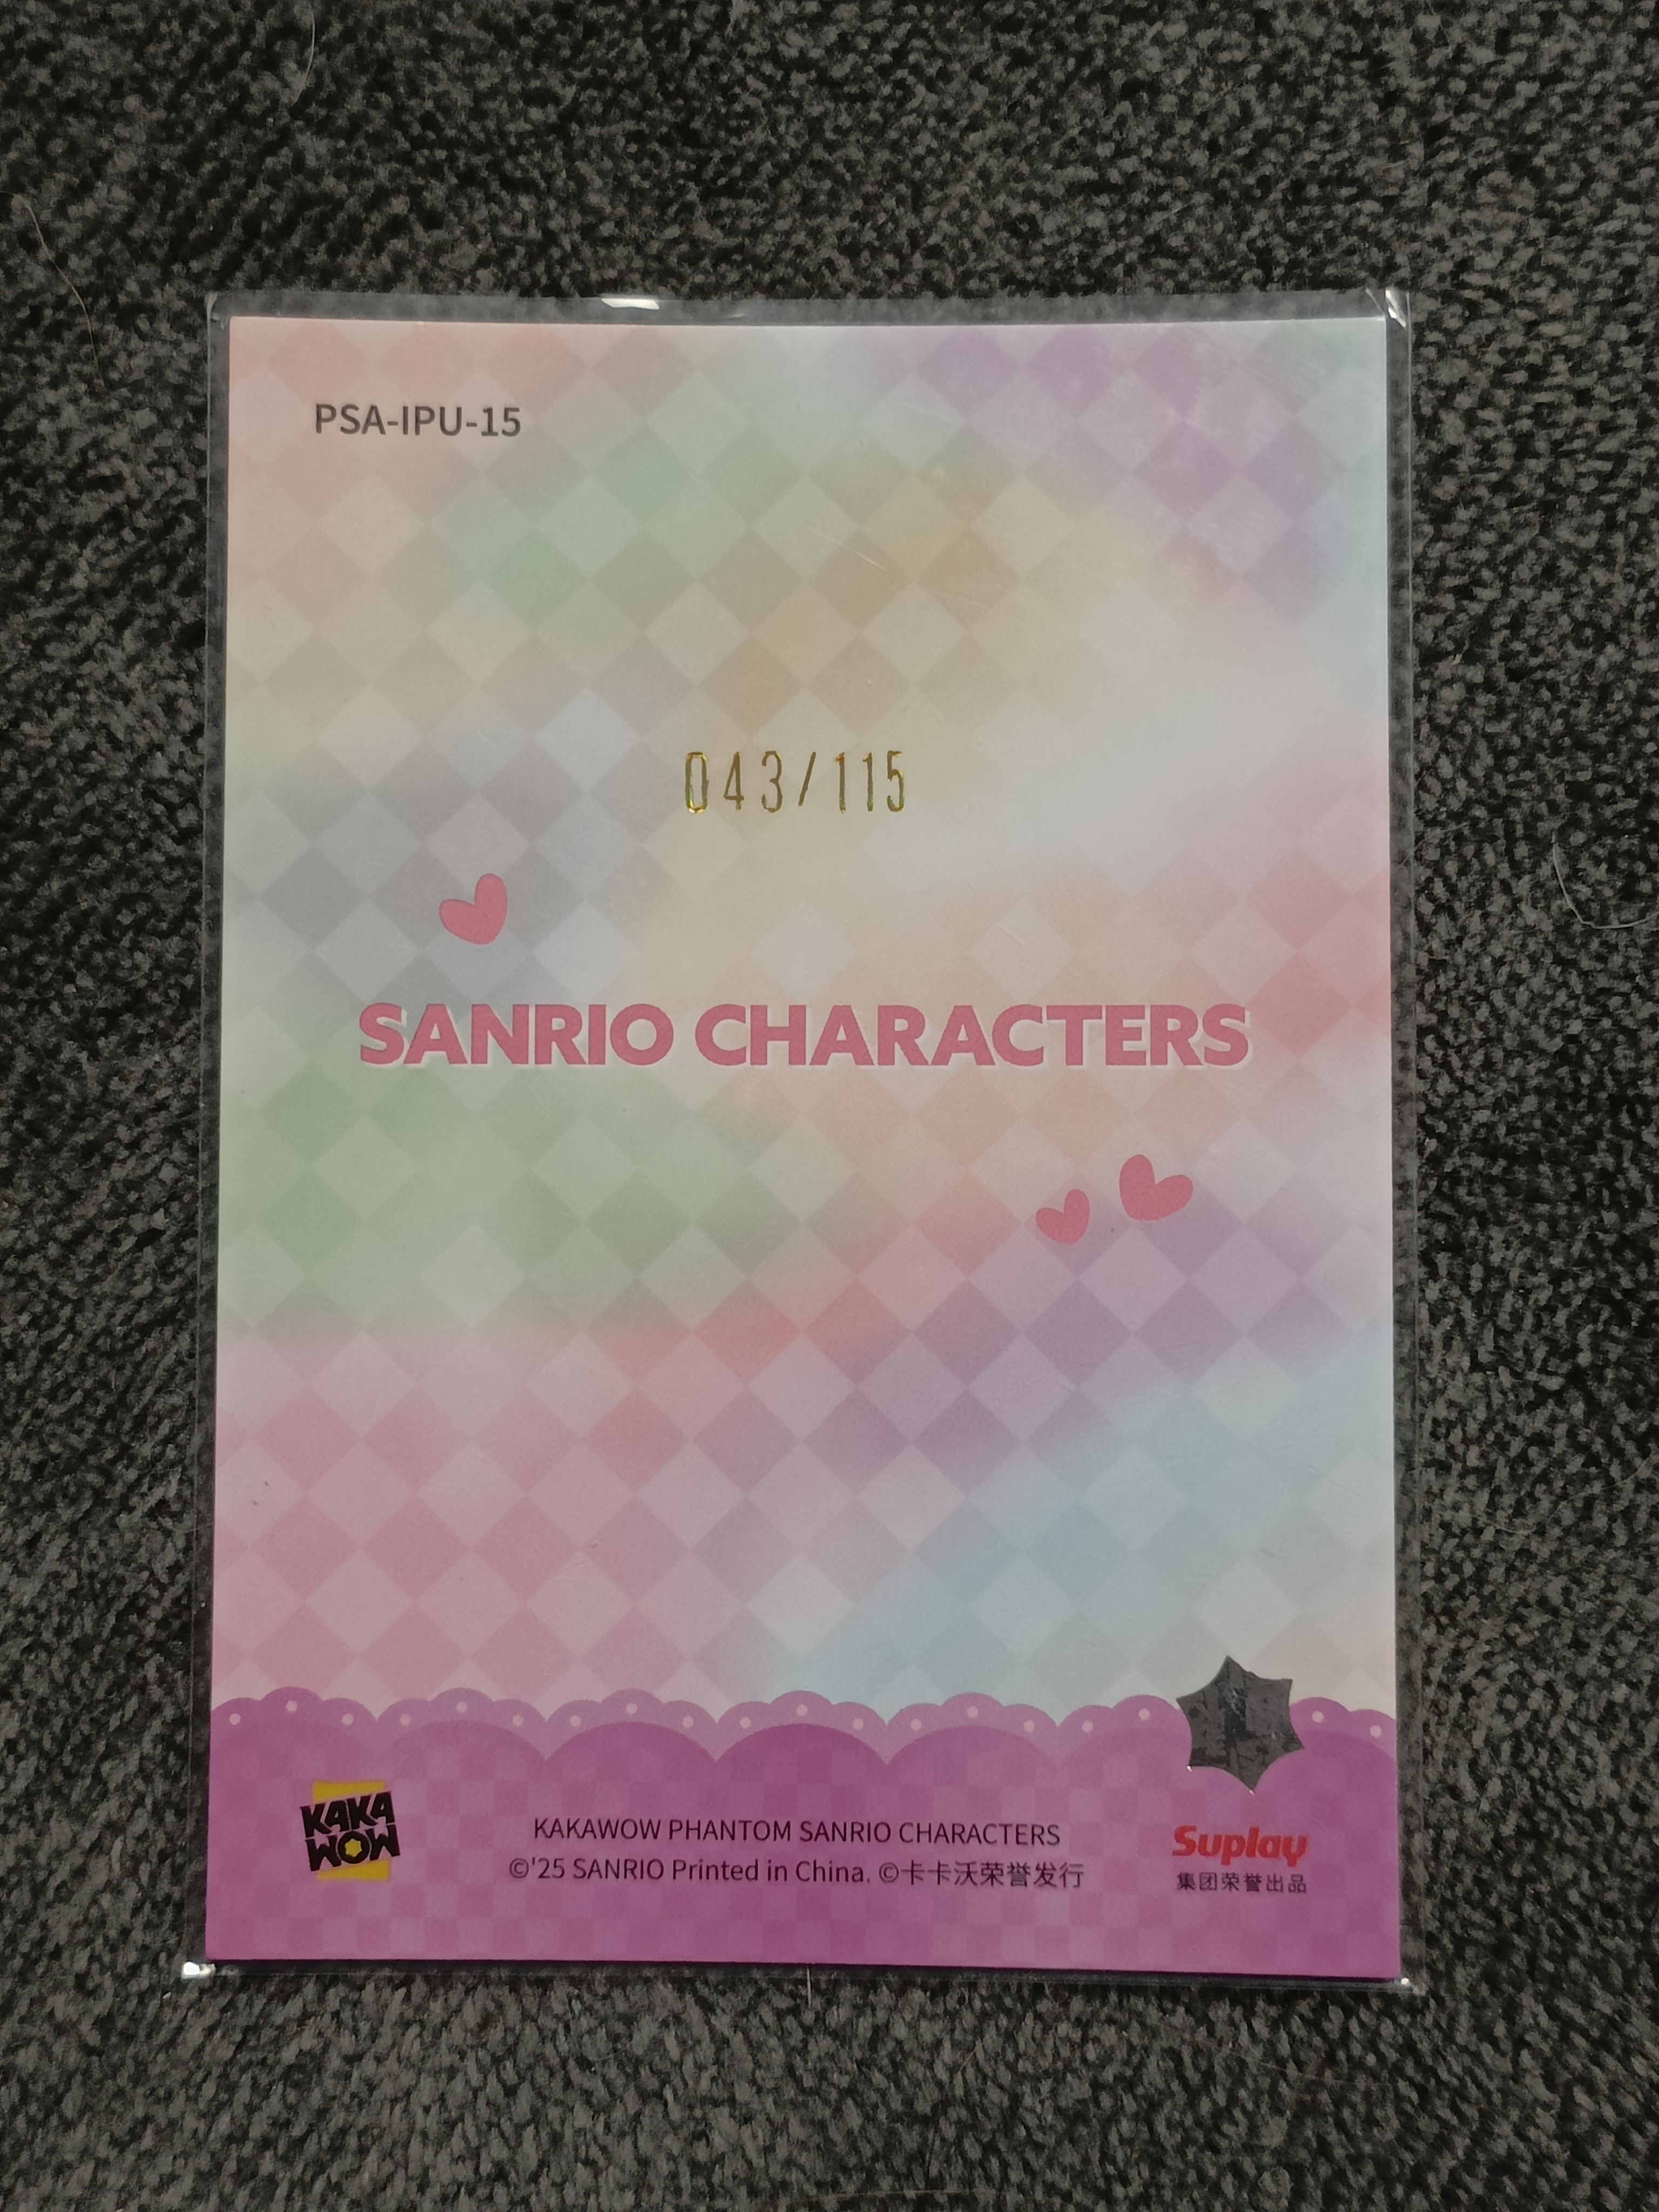 PSA-IPU-15
043/115
SANRIO CHARACTERS
KAKA
WOW
KAKAWOW PHANTOM SANRIO CHARACTERS
©'25 SANRIO Printed in China. ©卡卡沃荣誉发行
Suplay
集团荣誉出品